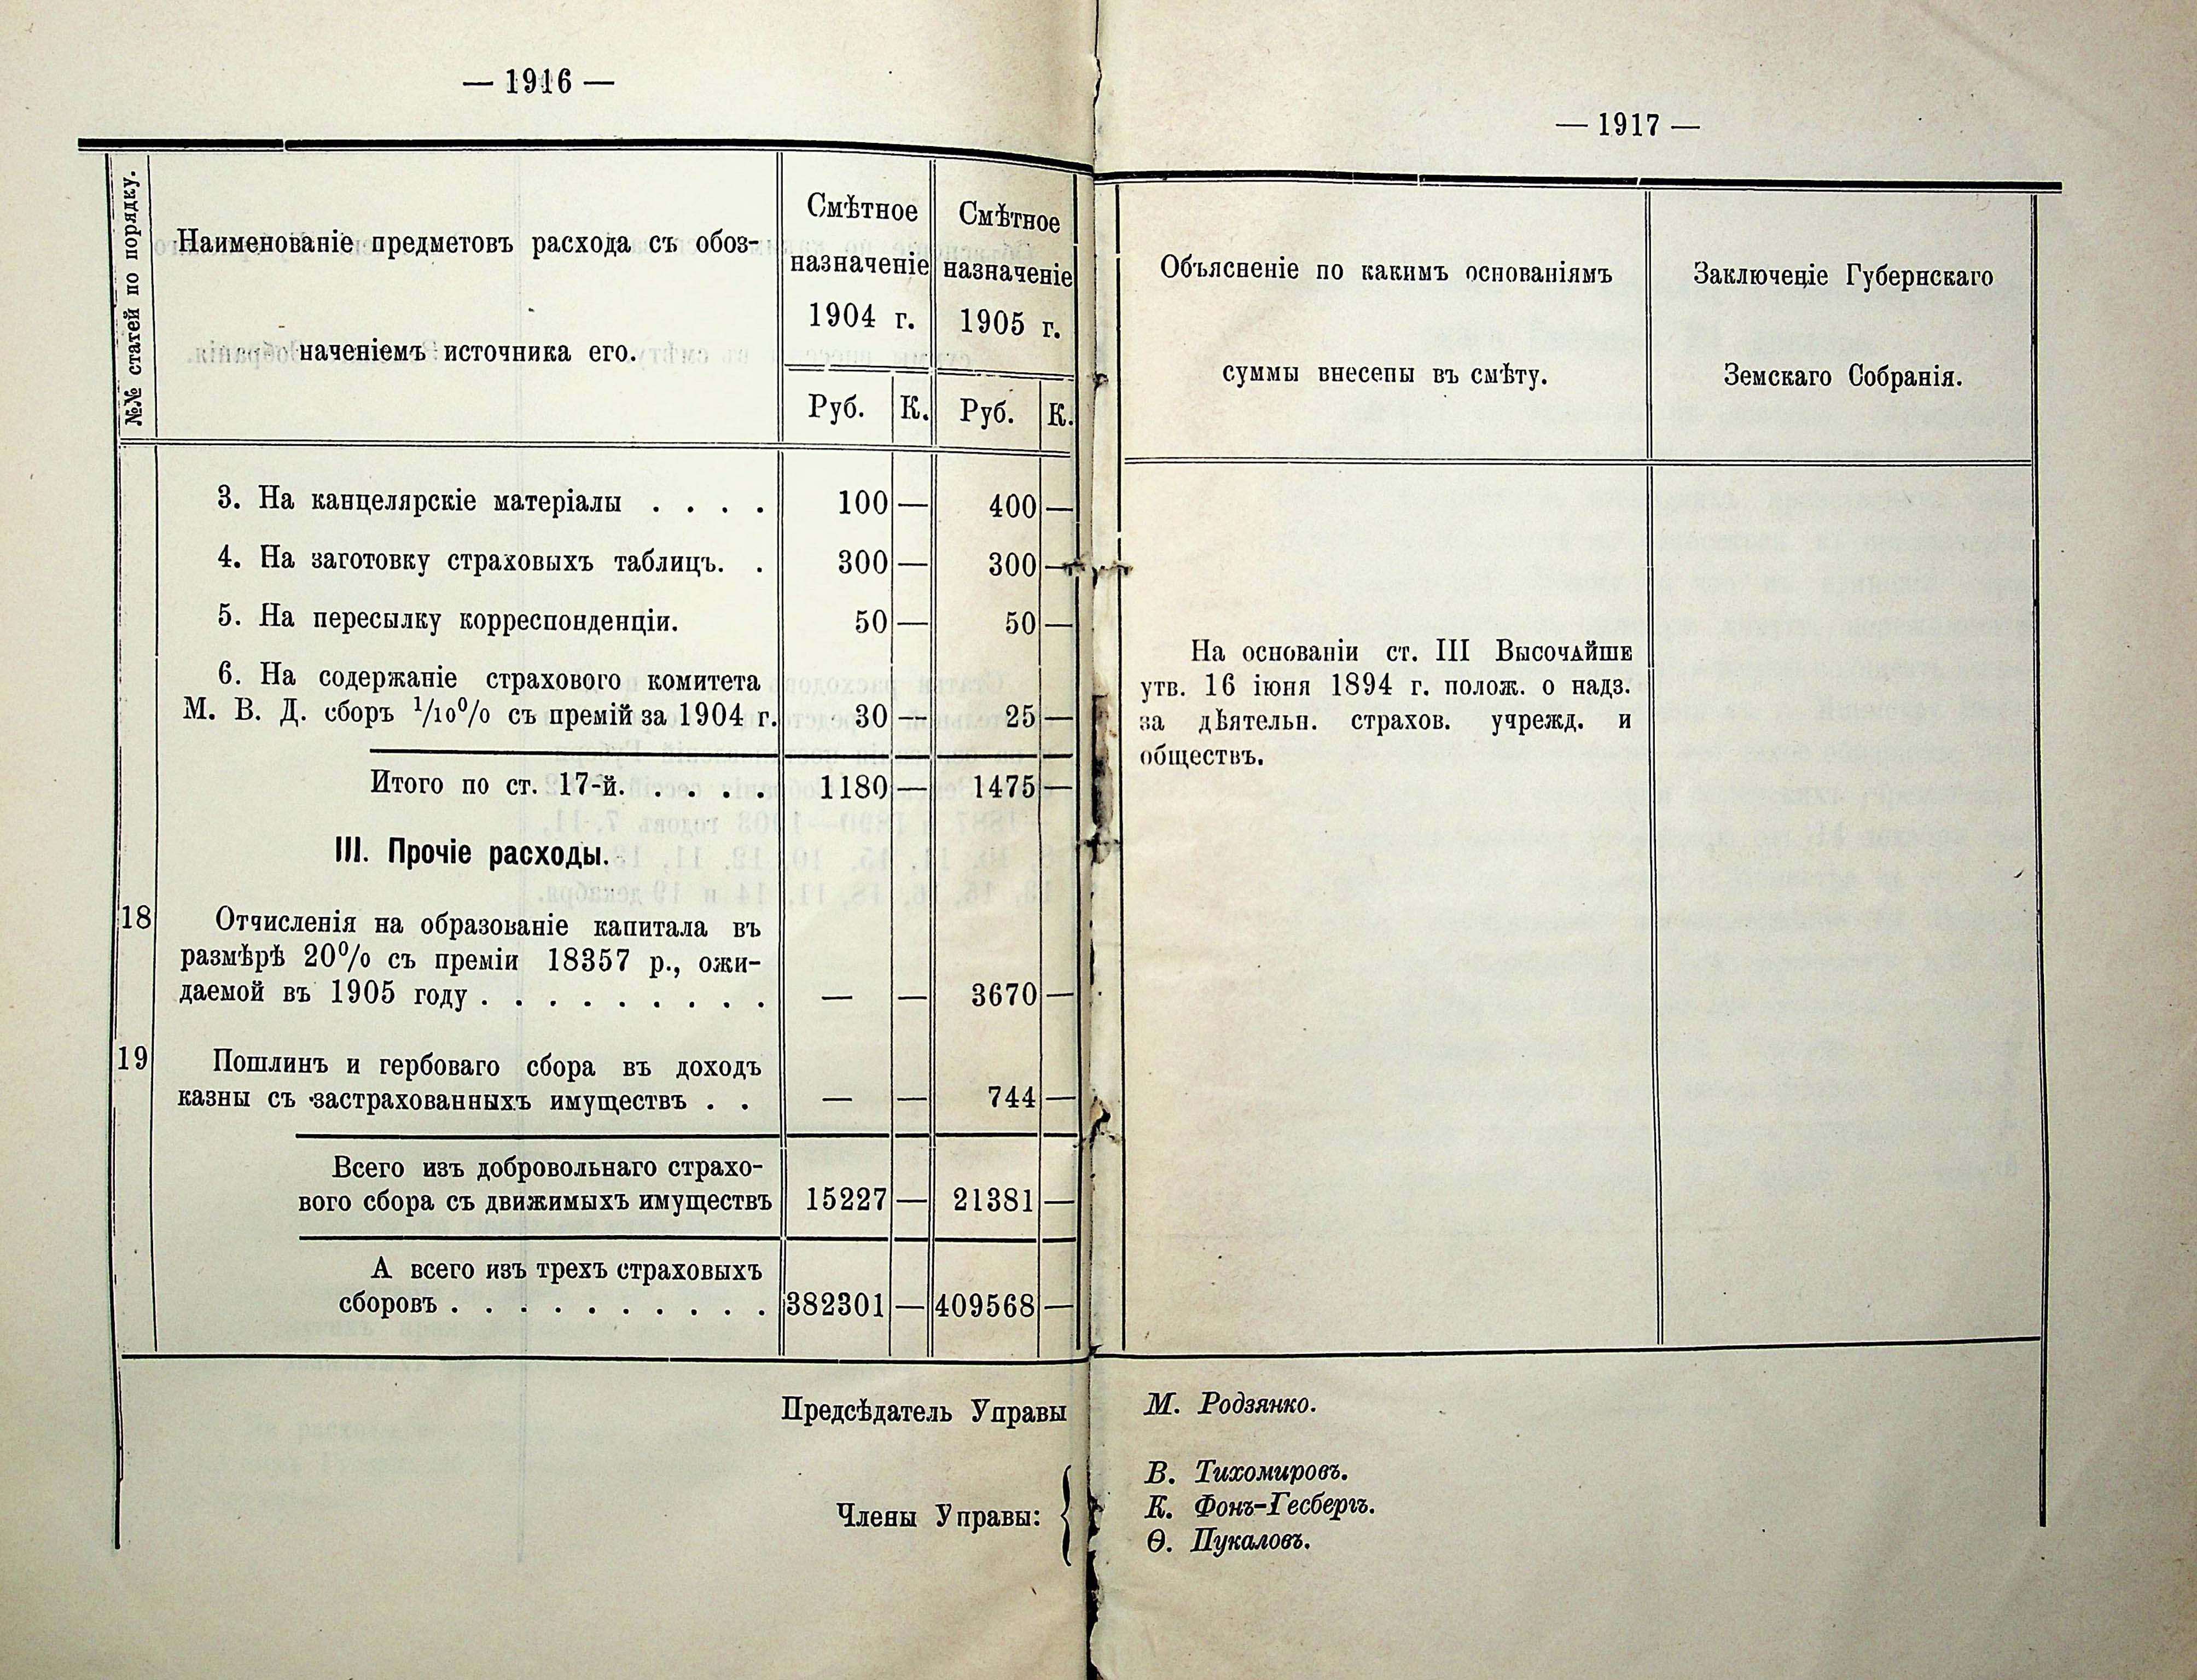 — 1916 —
№№ статей по порядку.
Наименованіе предметовъ расхода съ обоз-
наченіемъ источника его.
Смѣтное
назначеніе
1904 г.
Руб. К.
Смѣтное
назначеніе
1905 г.
Руб. К.
3. На канцелярскіе матеріалы . . . . 100 — 400 —
4. На заготовку страховыхъ таблицъ. . 300 — 300 —
5. На пересылку корреспонденціи. 50 — 50 —
6. На содержаніе страхового комитета
М. В. Д. сборъ 1/10% съ премій за 1904 г. 30 — 25 —
Итого по ст. 17-й. . . . . 1180 — 1475 —
III. Прочіе расходы.
18 Отчисленія на образованіе капитала въ
размѣрѣ 20% съ преміи 18357 р., ожи-
даемой въ 1905 году . . . . . . . . . — — 3670 —
19 Пошлинъ и гербоваго сбора въ доходъ
казны съ застрахованныхъ имуществъ . . — — 744 —
Всего изъ добровольнаго страхо-
вого сбора съ движимыхъ имуществъ 15227 — 21381 —
А всего изъ трехъ страховыхъ
сборовъ . . . . . . . . . . 382301 — 409568 —
Предсѣдатель Управы
Члены Управы:
— 1917 —
Объясненіе по какимъ основаніямъ
суммы внесепы въ смѣту.
Заключеніе Губернскаго
Земскаго Собранія.
На основаніи ст. III Высочайше
утв. 16 іюня 1894 г. полож. о надз.
за дѣятельн. страхов. учрежд. и
обществъ.
М. Родзянко.
В. Тихомировъ.
К. Фонъ-Гесбергъ.
Ѳ. Пукаловъ.